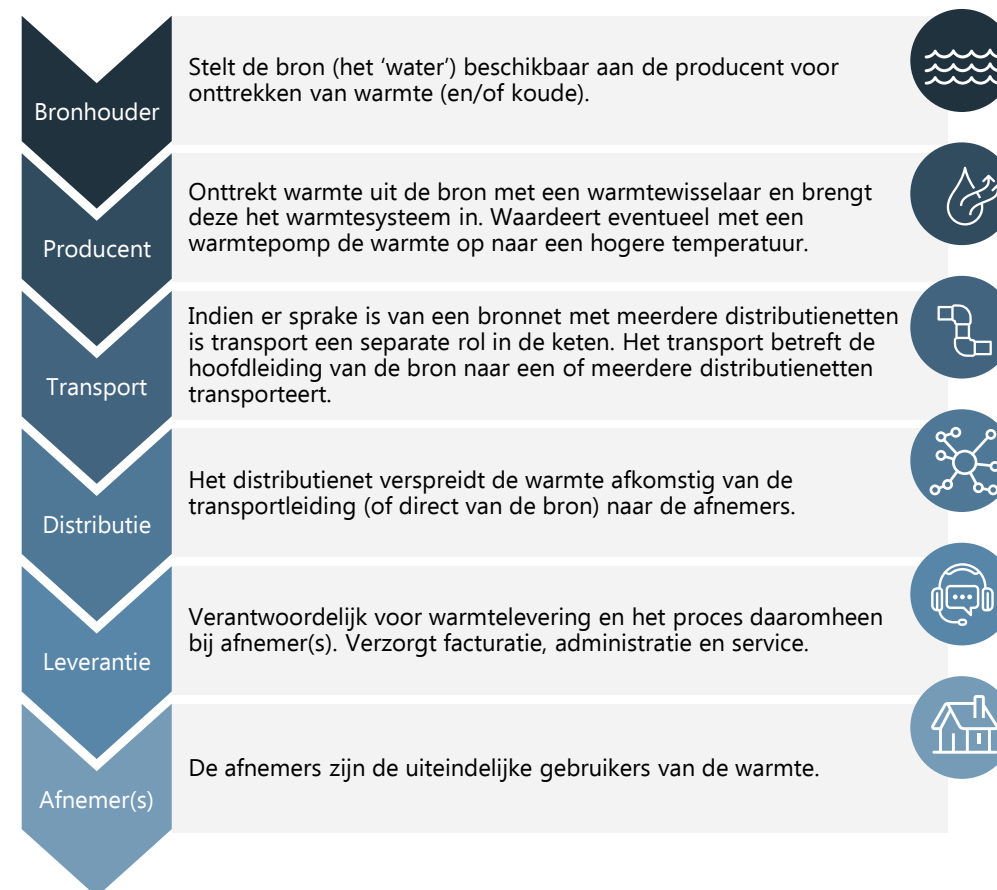 Bronhouder
Stelt de bron (het ‘water’) beschikbaar aan de producent voor
onttrekken van warmte (en/of koude).
Producent
Onttrekt warmte uit de bron met een warmtewisselaar en brengt
deze het warmtesysteem in. Waardeert eventueel met een
warmtepomp de warmte op naar een hogere temperatuur.
Transport
Indien er sprake is van een bronnet met meerdere distributienetten
is transport een separate rol in de keten. Het transport betreft de
hoofdleiding van de bron naar een of meerdere distributienetten
transporteert.
Distributie
Het distributienet verspreidt de warmte afkomstig van de
transportleiding (of direct van de bron) naar de afnemers.
Leverantie
Verantwoordelijk voor warmtelevering en het proces daaromheen
bij afnemer(s). Verzorgt facturatie, administratie en service.
Afnemer(s)
De afnemers zijn de uiteindelijke gebruikers van de warmte.